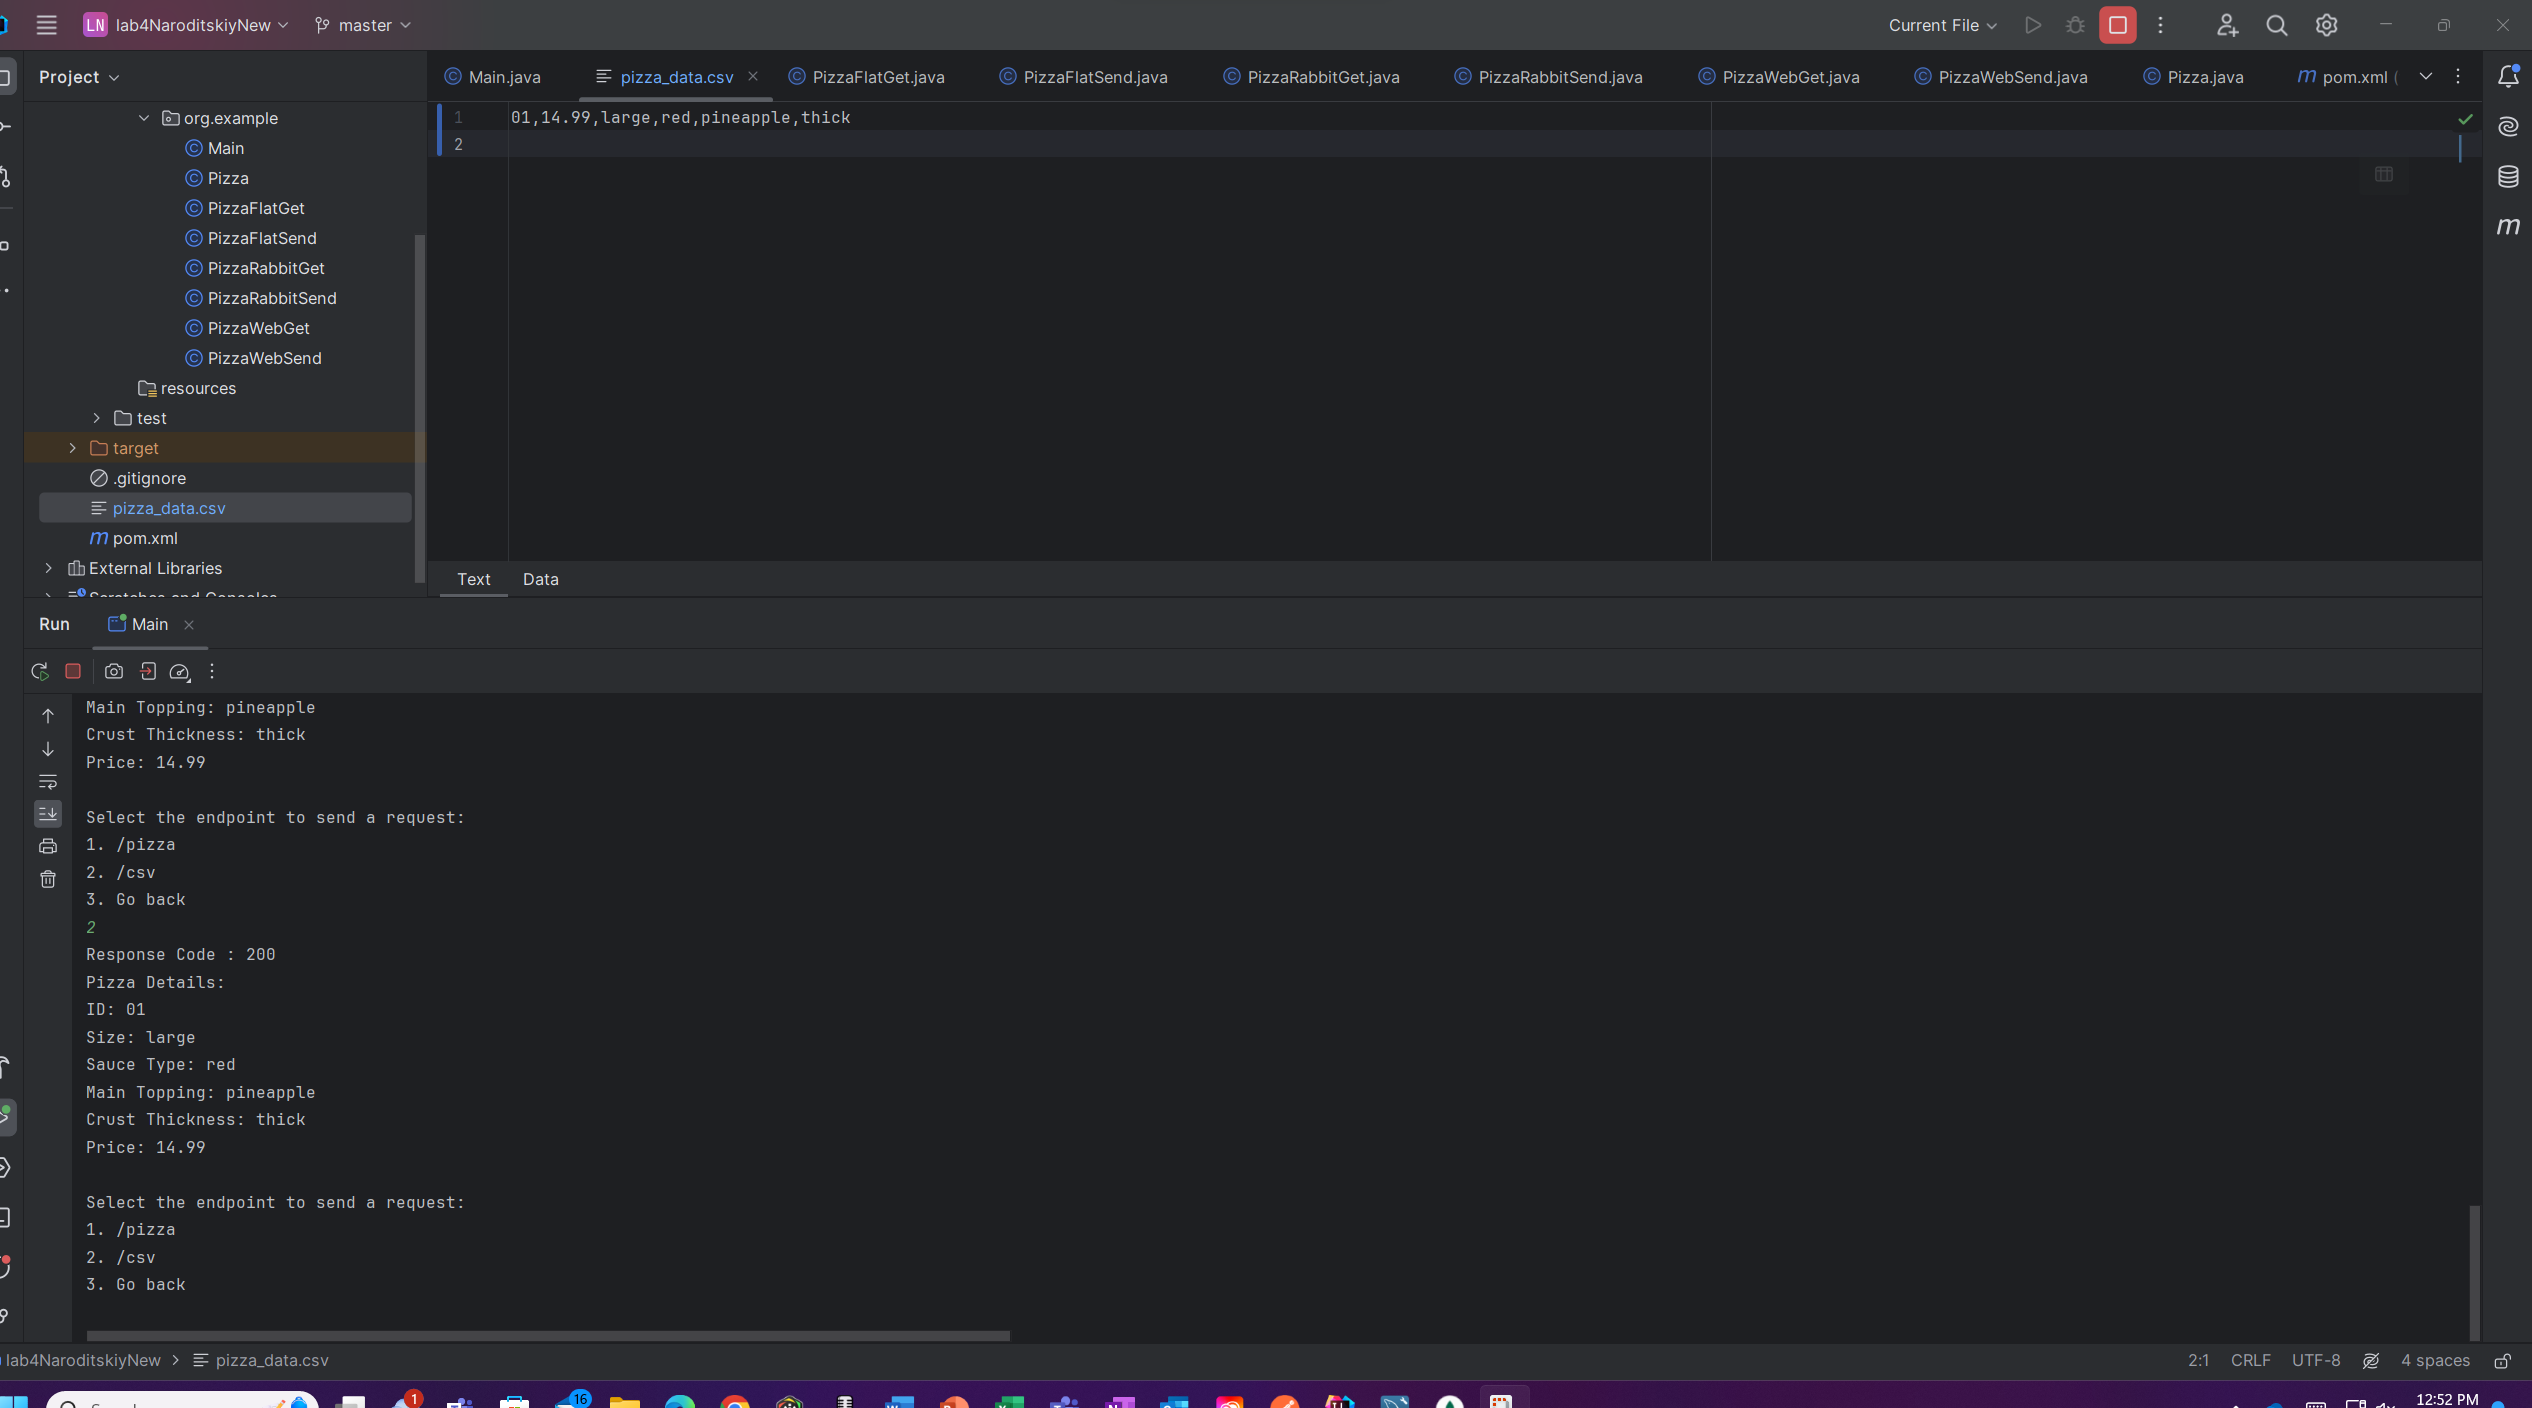 LN lab4NaroditskiyNew master Current File
Project
Main.java pizza_data.csv PizzaFlatGet.java PizzaFlatSend.java PizzaRabbitGet.java PizzaRabbitSend.java PizzaWebGet.java PizzaWebSend.java Pizza.java m pom.xml (
org.example
Main
Pizza
PizzaFlatGet
PizzaFlatSend
PizzaRabbitGet
PizzaRabbitSend
PizzaWebGet
PizzaWebSend
resources
test
target
.gitignore
pizza_data.csv
m pom.xml
External Libraries
Scratches and Consoles
1 01,14.99,large,red,pineapple,thick
2
Text Data
Run Main
Main Topping: pineapple
Crust Thickness: thick
Price: 14.99
Select the endpoint to send a request:
1. /pizza
2. /csv
3. Go back
2
Response Code : 200
Pizza Details:
ID: 01
Size: large
Sauce Type: red
Main Topping: pineapple
Crust Thickness: thick
Price: 14.99
Select the endpoint to send a request:
1. /pizza
2. /csv
3. Go back
lab4NaroditskiyNew pizza_data.csv
2:1 CRLF UTF-8 4 spaces
1 16 12:52 PM